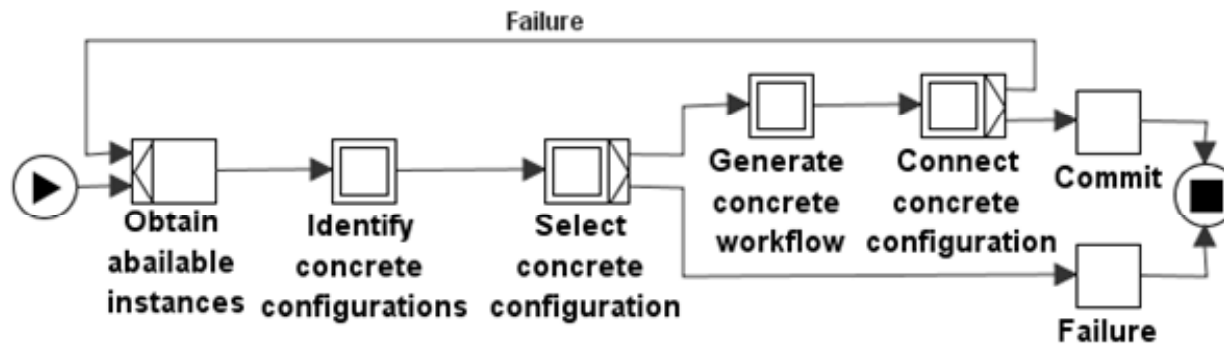 Failure
Obtain
abailable
instances
Identify
concrete
configurations
Select
concrete
configuration
Generate
concrete
workflow
Connect
concrete
configuration
Commit
Failure